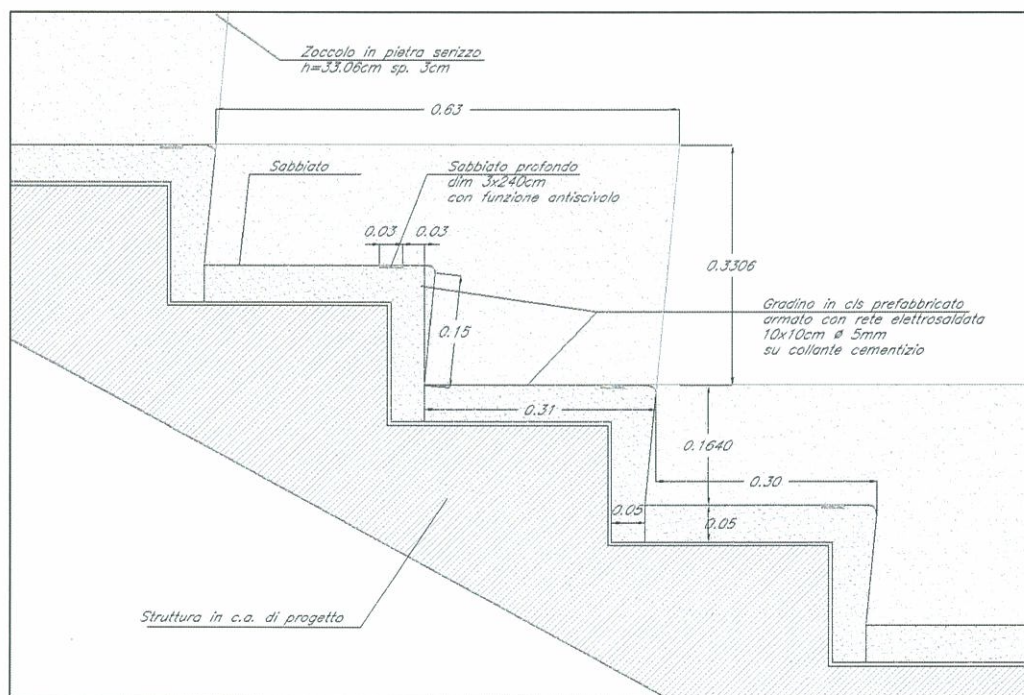 Zoccolo in pietra serizzo
h=33.06cm sp. 3cm
0.63
Sabbiato
Sabbiato profondo
dim 3x240cm
con funzione antiscivolo
0.03
0.03
0.3306
Gradino in cls prefabbricato
armato con rete elettrosaldata
10x10cm ø 5mm
su collante cementizio
0.15
0.31
0.1640
0.30
0.05
0.05
Struttura in c.a. di progetto